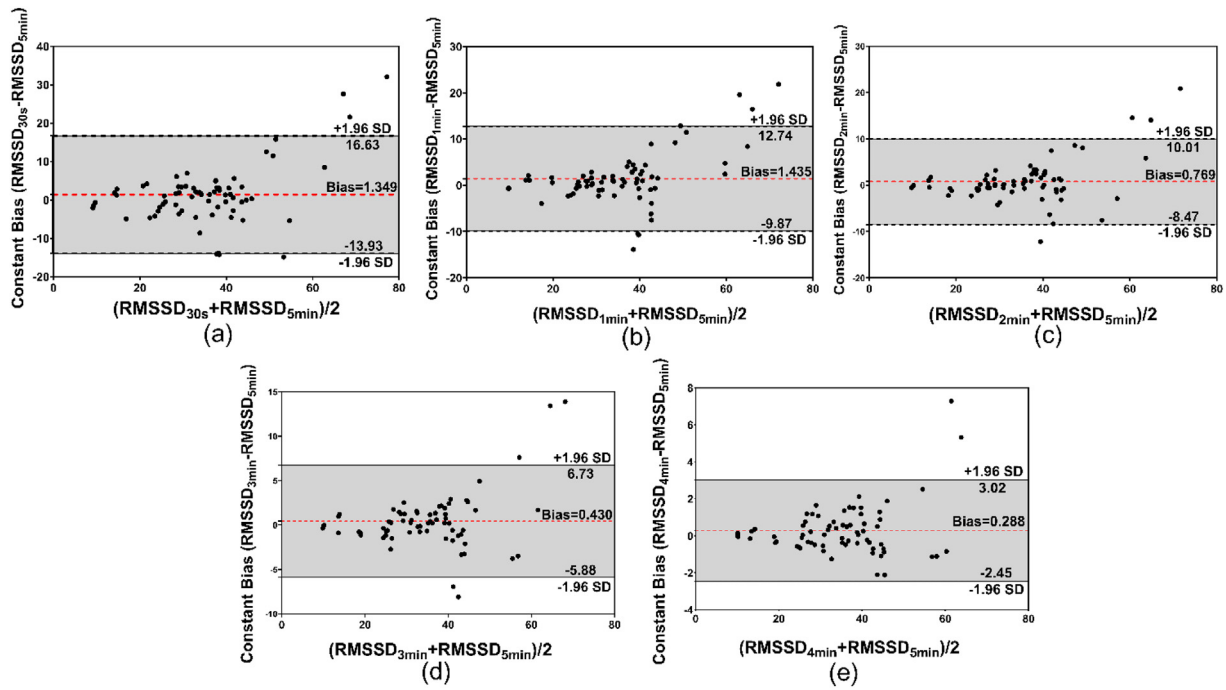 Constant Bias (RMSSD30s-RMSSD5min)
40
30
20
10
0
-10
-20
+1.96 SD
16.63
Bias=1.349
-13.93
-1.96 SD
0 20 40 60 80
(RMSSD30s+RMSSD5min)/2
(a)
Constant Bias (RMSSD1min-RMSSD5min)
30
20
10
0
-10
-20
+1.96 SD
12.74
Bias=1.435
-9.87
-1.96 SD
0 20 40 60 80
(RMSSD1min+RMSSD5min)/2
(b)
Constant Bias (RMSSD2min-RMSSD5min)
30
20
10
0
-10
-20
+1.96 SD
10.01
Bias=0.769
-8.47
-1.96 SD
0 20 40 60 80
(RMSSD2min+RMSSD5min)/2
(c)
Constant Bias (RMSSD3min-RMSSD5min)
15
10
5
0
-5
-10
+1.96 SD
6.73
Bias=0.430
-5.88
-1.96 SD
0 20 40 60 80
(RMSSD3min+RMSSD5min)/2
(d)
Constant Bias (RMSSD4min-RMSSD5min)
8
6
4
2
0
-2
-4
+1.96 SD
3.02
Bias=0.288
-2.45
-1.96 SD
0 20 40 60 80
(RMSSD4min+RMSSD5min)/2
(e)